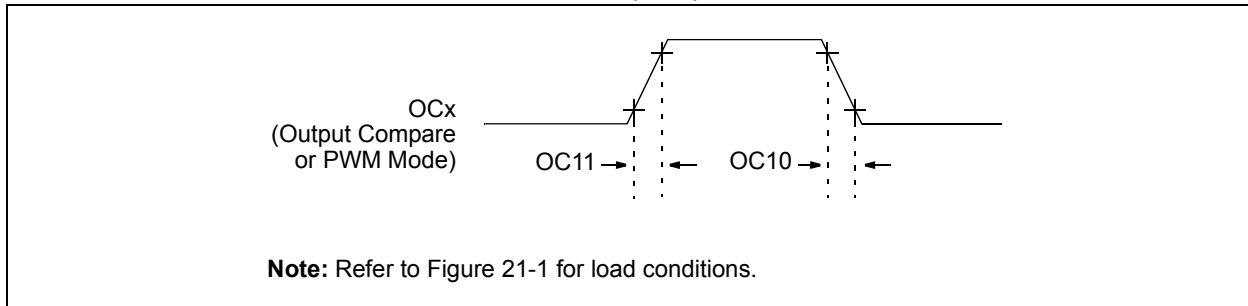 OCx
(Output Compare
or PWM Mode)
OC11
OC10
Note: Refer to Figure 21-1 for load conditions.